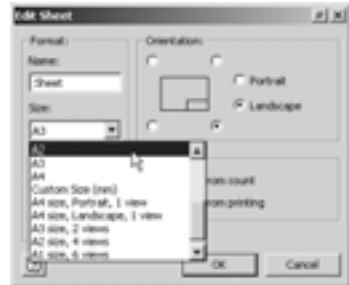 Edit Sheet
Format:
Orientation:
Name:
Sheet
Portrait
Size:
Landscape
A3
A2
A3
A4
Custom Size (mm)
A4 size, Portrait, 1 view
A4 size, Landscape, 1 view
A3 size, 2 views
A2 size, 4 views
A1 size, 6 views
from count
from printing
OK
Cancel